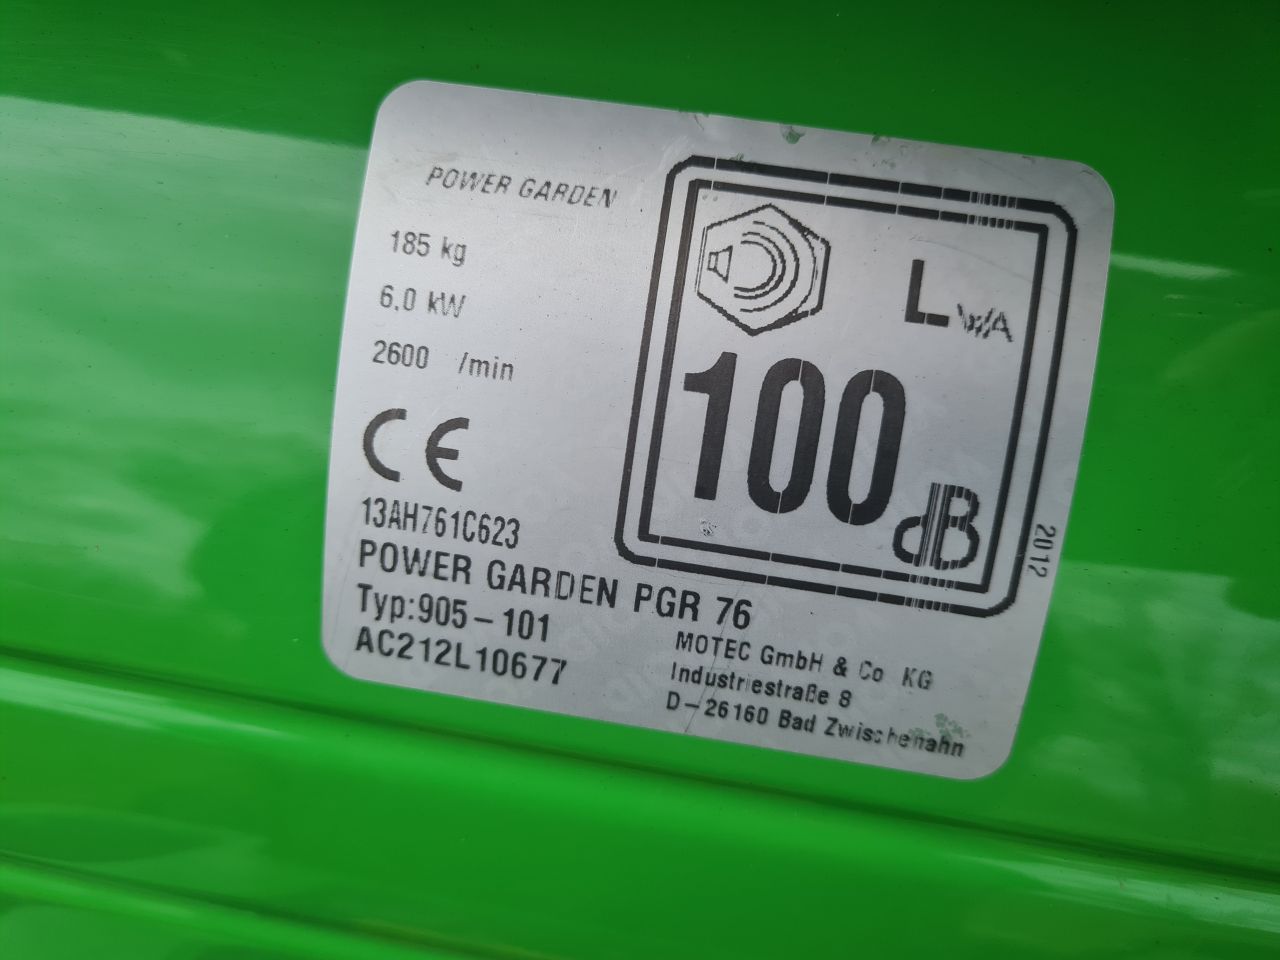 POWER GARDEN
185 kg
6,0 kW
2600 /min
CE
13AH761C623
POWER GARDEN PGR 76
Typ:905-101
AC212L10677
LWA
100
dB
2012
MOTEC GmbH & Co KG
Industriestraße 8
D-26160 Bad Zwischenahn